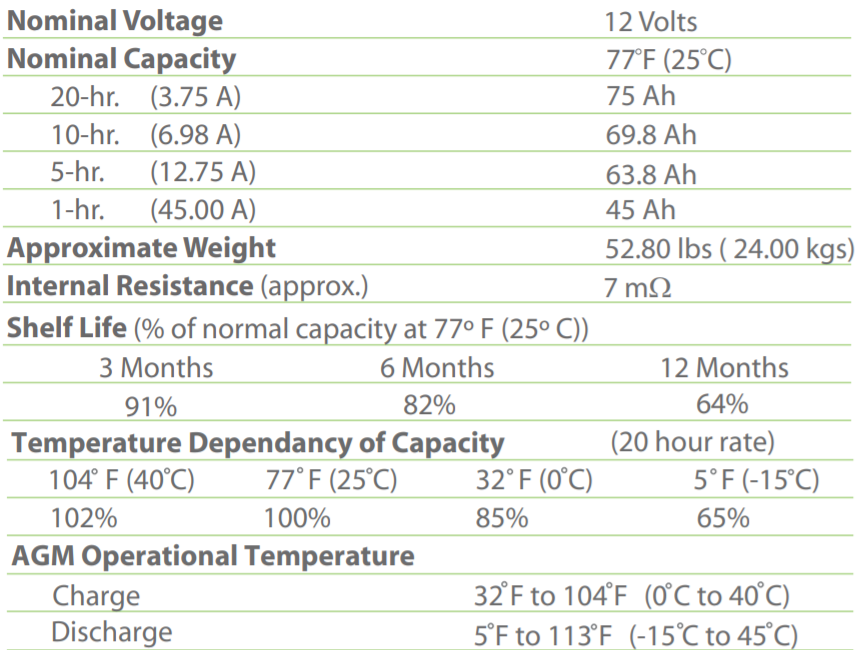 Nominal Voltage 12 Volts
Nominal Capacity 77°F (25°C)
20-hr. (3.75 A) 75 Ah
10-hr. (6.98 A) 69.8 Ah
5-hr. (12.75 A) 63.8 Ah
1-hr. (45.00 A) 45 Ah
Approximate Weight 52.80 lbs ( 24.00 kgs)
Internal Resistance (approx.) 7 mΩ
Shelf Life (% of normal capacity at 77º F (25º C))
3 Months 6 Months 12 Months
91% 82% 64%
Temperature Dependancy of Capacity (20 hour rate)
104° F (40°C) 77° F (25°C) 32° F (0°C) 5° F (-15°C)
102% 100% 85% 65%
AGM Operational Temperature
Charge 32°F to 104°F (0°C to 40°C)
Discharge 5°F to 113°F (-15°C to 45°C)